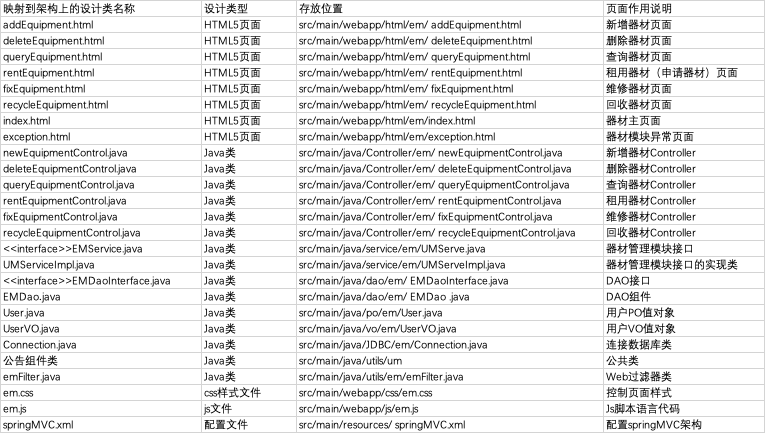 映射到架构上的设计类名称 设计类型 存放位置 页面作用说明
addEquipment.html HTML5页面 src/main/webapp/html/em/ addEquipment.html 新增器材页面
deleteEquipment.html HTML5页面 src/main/webapp/html/em/ deleteEquipment.html 删除器材页面
queryEquipment.html HTML5页面 src/main/webapp/html/em/ queryEquipment.html 查询器材页面
rentEquipment.html HTML5页面 src/main/webapp/html/em/ rentEquipment.html 租用器材（申请器材）页面
fixEquipment.html HTML5页面 src/main/webapp/html/em/ fixEquipment.html 维修器材页面
recycleEquipment.html HTML5页面 src/main/webapp/html/em/ recycleEquipment.html 回收器材页面
index.html HTML5页面 src/main/webapp/html/em/index.html 器材主页面
exception.html HTML5页面 src/main/webapp/html/em/exception.html 器材模块异常页面
newEquipmentControl.java Java类 src/main/java/Controller/em/ newEquipmentControl.java 新增器材Controller
deleteEquipmentControl.java Java类 src/main/java/Controller/em/ deleteEquipmentControl.java 删除器材Controller
queryEquipmentControl.java Java类 src/main/java/Controller/em/ queryEquipmentControl.java 查询器材Controller
rentEquipmentControl.java Java类 src/main/java/Controller/em/ rentEquipmentControl.java 租用器材Controller
fixEquipmentControl.java Java类 src/main/java/Controller/em/ fixEquipmentControl.java 维修器材Controller
recycleEquipmentControl.java Java类 src/main/java/Controller/em/ recycleEquipmentControl.java 回收器材Controller
<<interface>>EMService.java Java类 src/main/java/service/em/UMServe.java 器材管理模块接口
UMServiceImpl.java Java类 src/main/java/service/em/UMServeImpl.java 器材管理模块接口的实现类
<<interface>>EMDaoInterface.java Java类 src/main/java/dao/em/ EMDaoInterface.java DAO接口
EMDao.java Java类 src/main/java/dao/em/ EMDao .java DAO组件
User.java Java类 src/main/java/po/em/User.java 用户PO值对象
UserVO.java Java类 src/main/java/vo/em/UserVO.java 用户VO值对象
Connection.java Java类 src/main/java/JDBC/em/Connection.java 连接数据库类
公告组件类 Java类 src/main/java/utils/um 公共类
emFilter.java Java类 src/main/java/utils/em/emFilter.java Web过滤器类
em.css css样式文件 src/main/webapp/css/em.css 控制页面样式
em.js js文件 src/main/webapp/js/em.js Js脚本语言代码
springMVC.xml 配置文件 src/main/resources/ springMVC.xml 配置springMVC架构